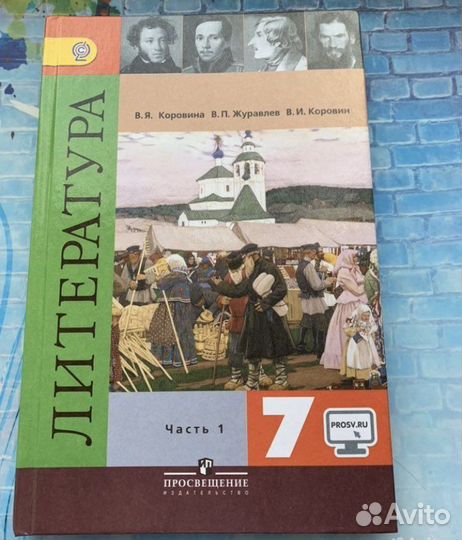 В.Я. Коровина В.П. Журавлев В.И. Коровин
ЛИТЕРАТУРА
Часть 1
7
PROSV.RU
ПРОСВЕЩЕНИЕ
ИЗДАТЕЛЬСТВО
Avito